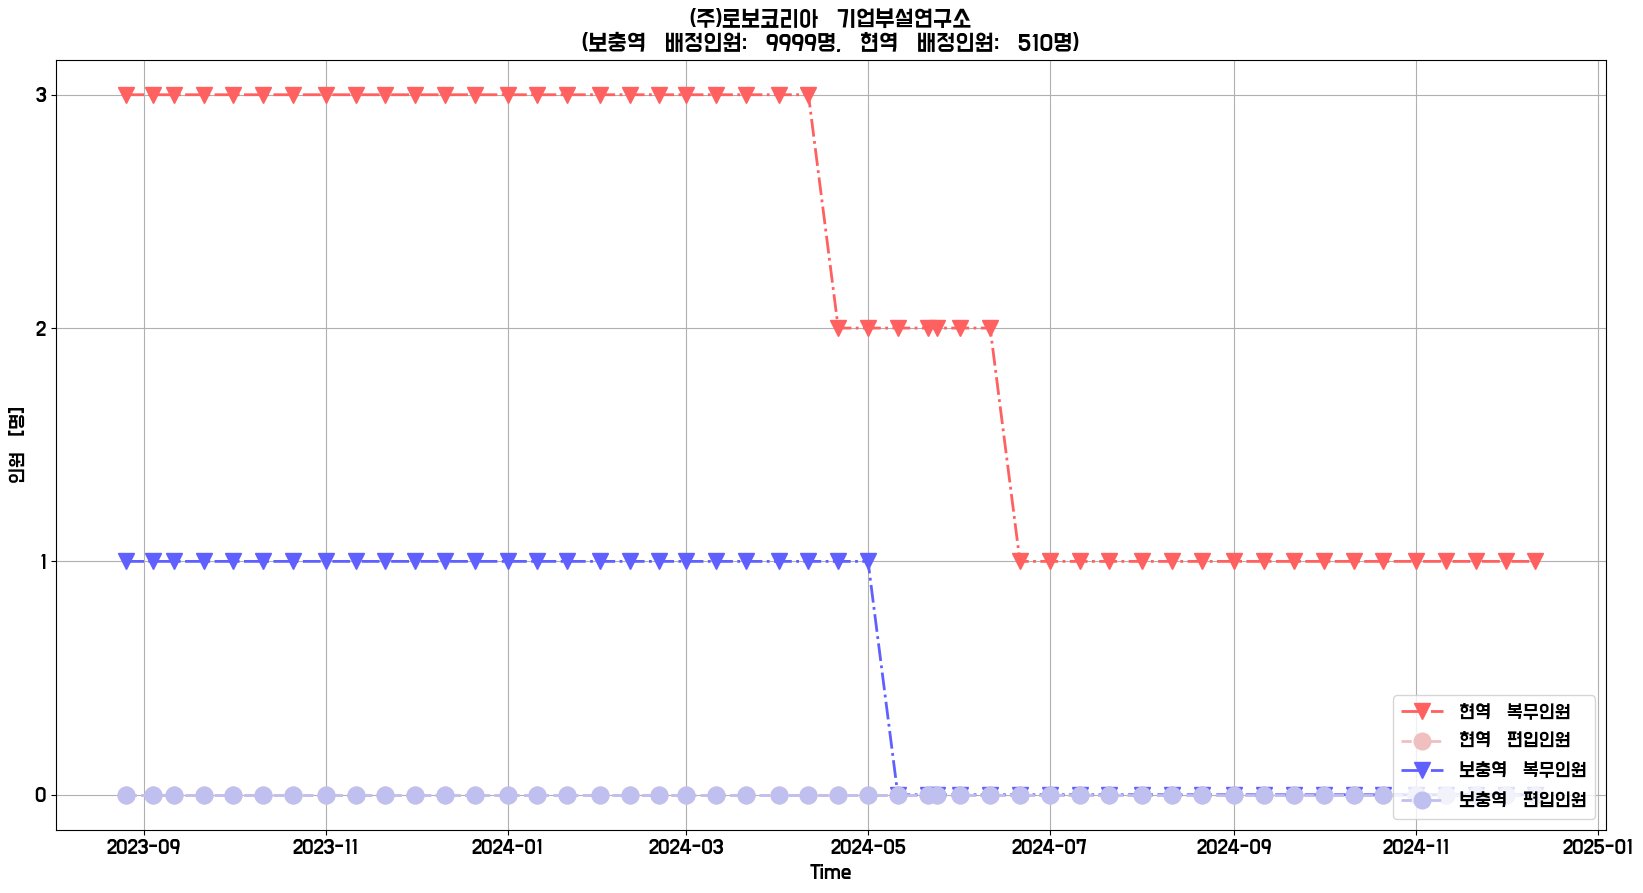 (주)로보코리아 기업부설연구소
(보충역 배정인원: 9999명, 현역 배정인원: 510명)
인원 [명]
3
2
1
0
현역 복무인원
현역 편입인원
보충역 복무인원
보충역 편입인원
2023-09 2023-11 2024-01 2024-03 2024-05 2024-07 2024-09 2024-11 2025-01
Time